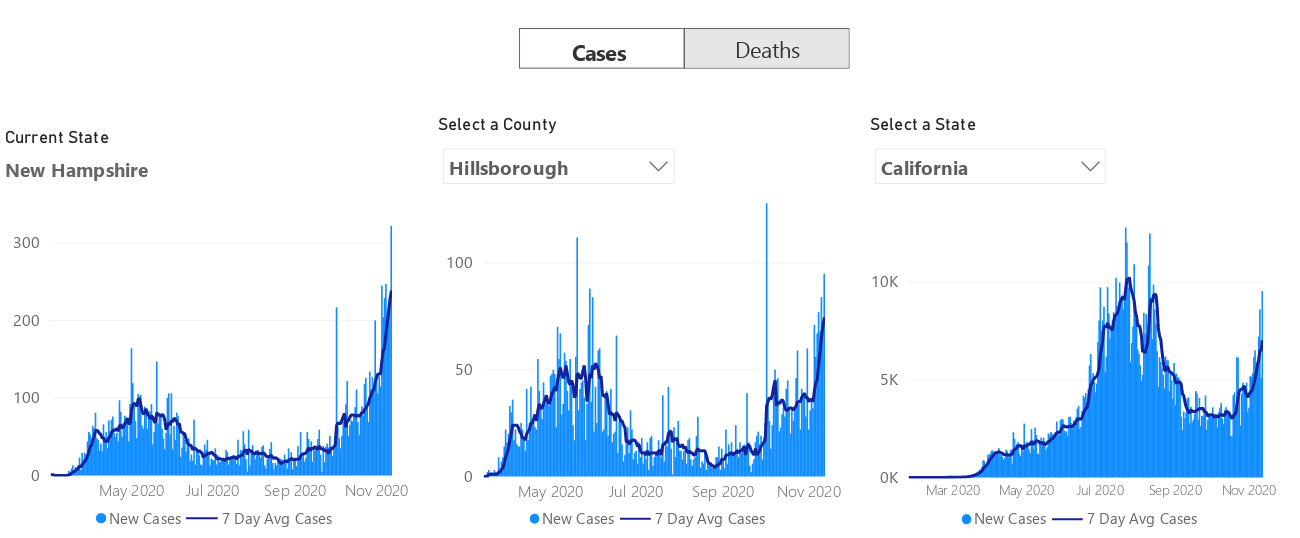 Cases
Deaths
Current State
New Hampshire
300
200
100
0
May 2020
Jul 2020
Sep 2020
Nov 2020
New Cases
7 Day Avg Cases
Select a County
Hillsborough
100
50
0
May 2020
Jul 2020
Sep 2020
Nov 2020
New Cases
7 Day Avg Cases
Select a State
California
10K
5K
0K
Mar 2020
May 2020
Jul 2020
Sep 2020
Nov 2020
New Cases
7 Day Avg Cases